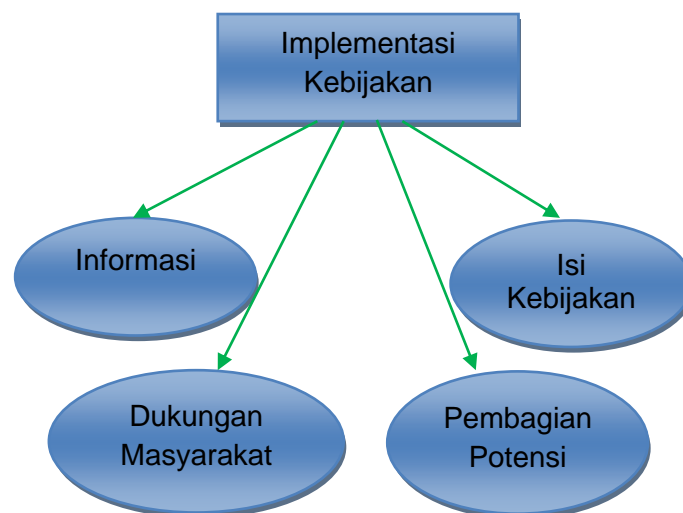 Implementasi
Kebijakan
Informasi
Isi
Kebijakan
Dukungan
Masyarakat
Pembagian
Potensi